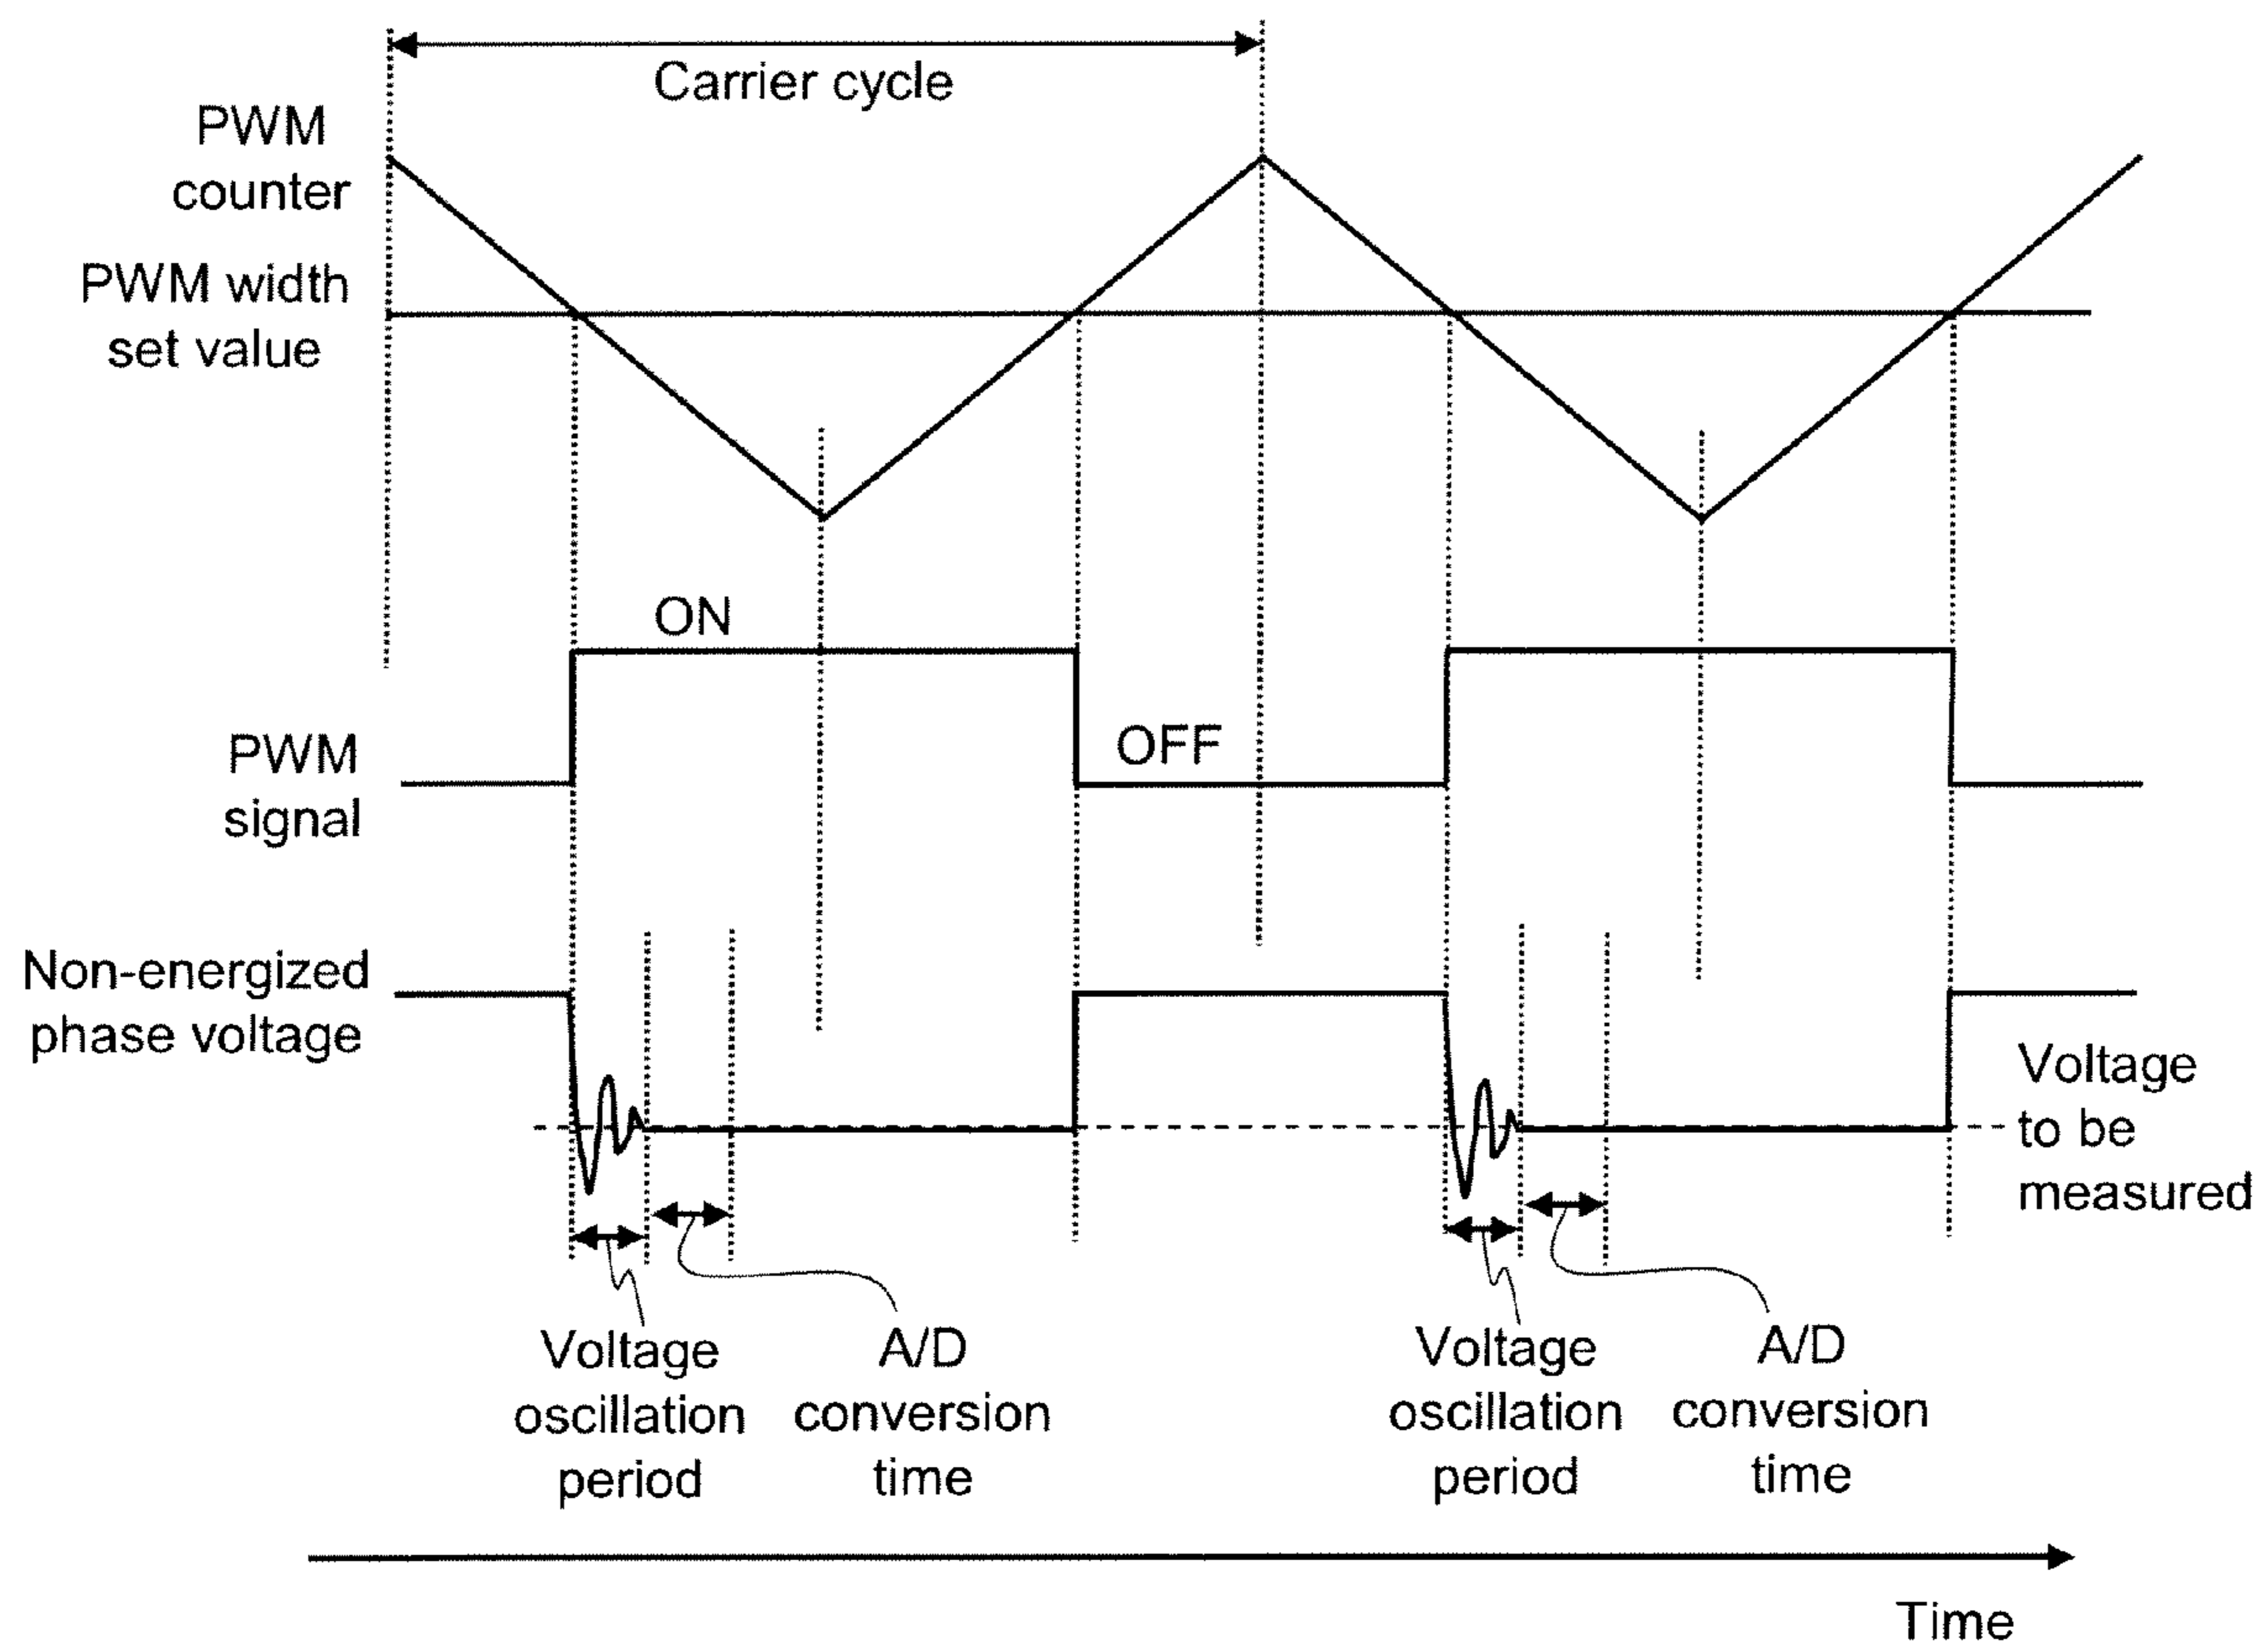 Carrier cycle
PWM
counter
PWM width
set value
ON
OFF
PWM
signal
Non-energized
phase voltage
Voltage
to be
measured
Voltage
oscillation
period
A/D
conversion
time
Voltage
oscillation
period
A/D
conversion
time
Time